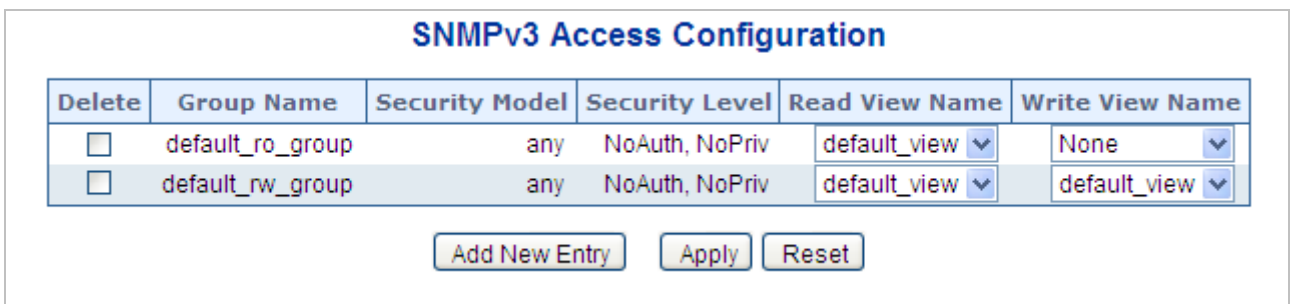 SNMPv3 Access Configuration
Delete Group Name Security Model Security Level Read View Name Write View Name
default_ro_group any NoAuth, NoPriv default_view None
default_rw_group any NoAuth, NoPriv default_view default_view
Add New Entry Apply Reset